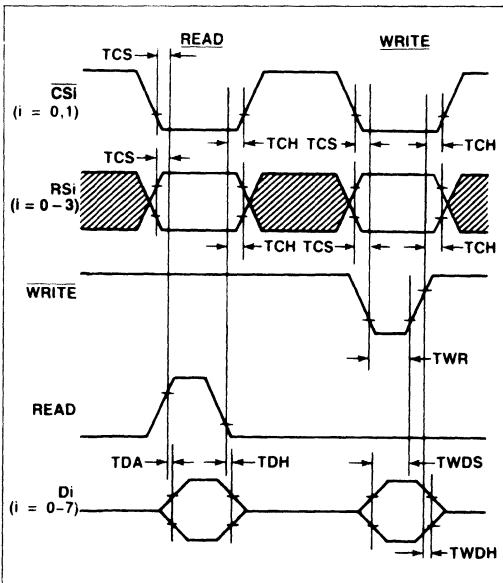 READ WRITE
TCS
CSi
(i = 0,1)
TCH TCS TCH
TCS
RSi
(i=0-3)
TCH TCS TCH
WRITE
TWR
READ
TDA TDH TWDS
Di
(i = 0-7)
TWDH